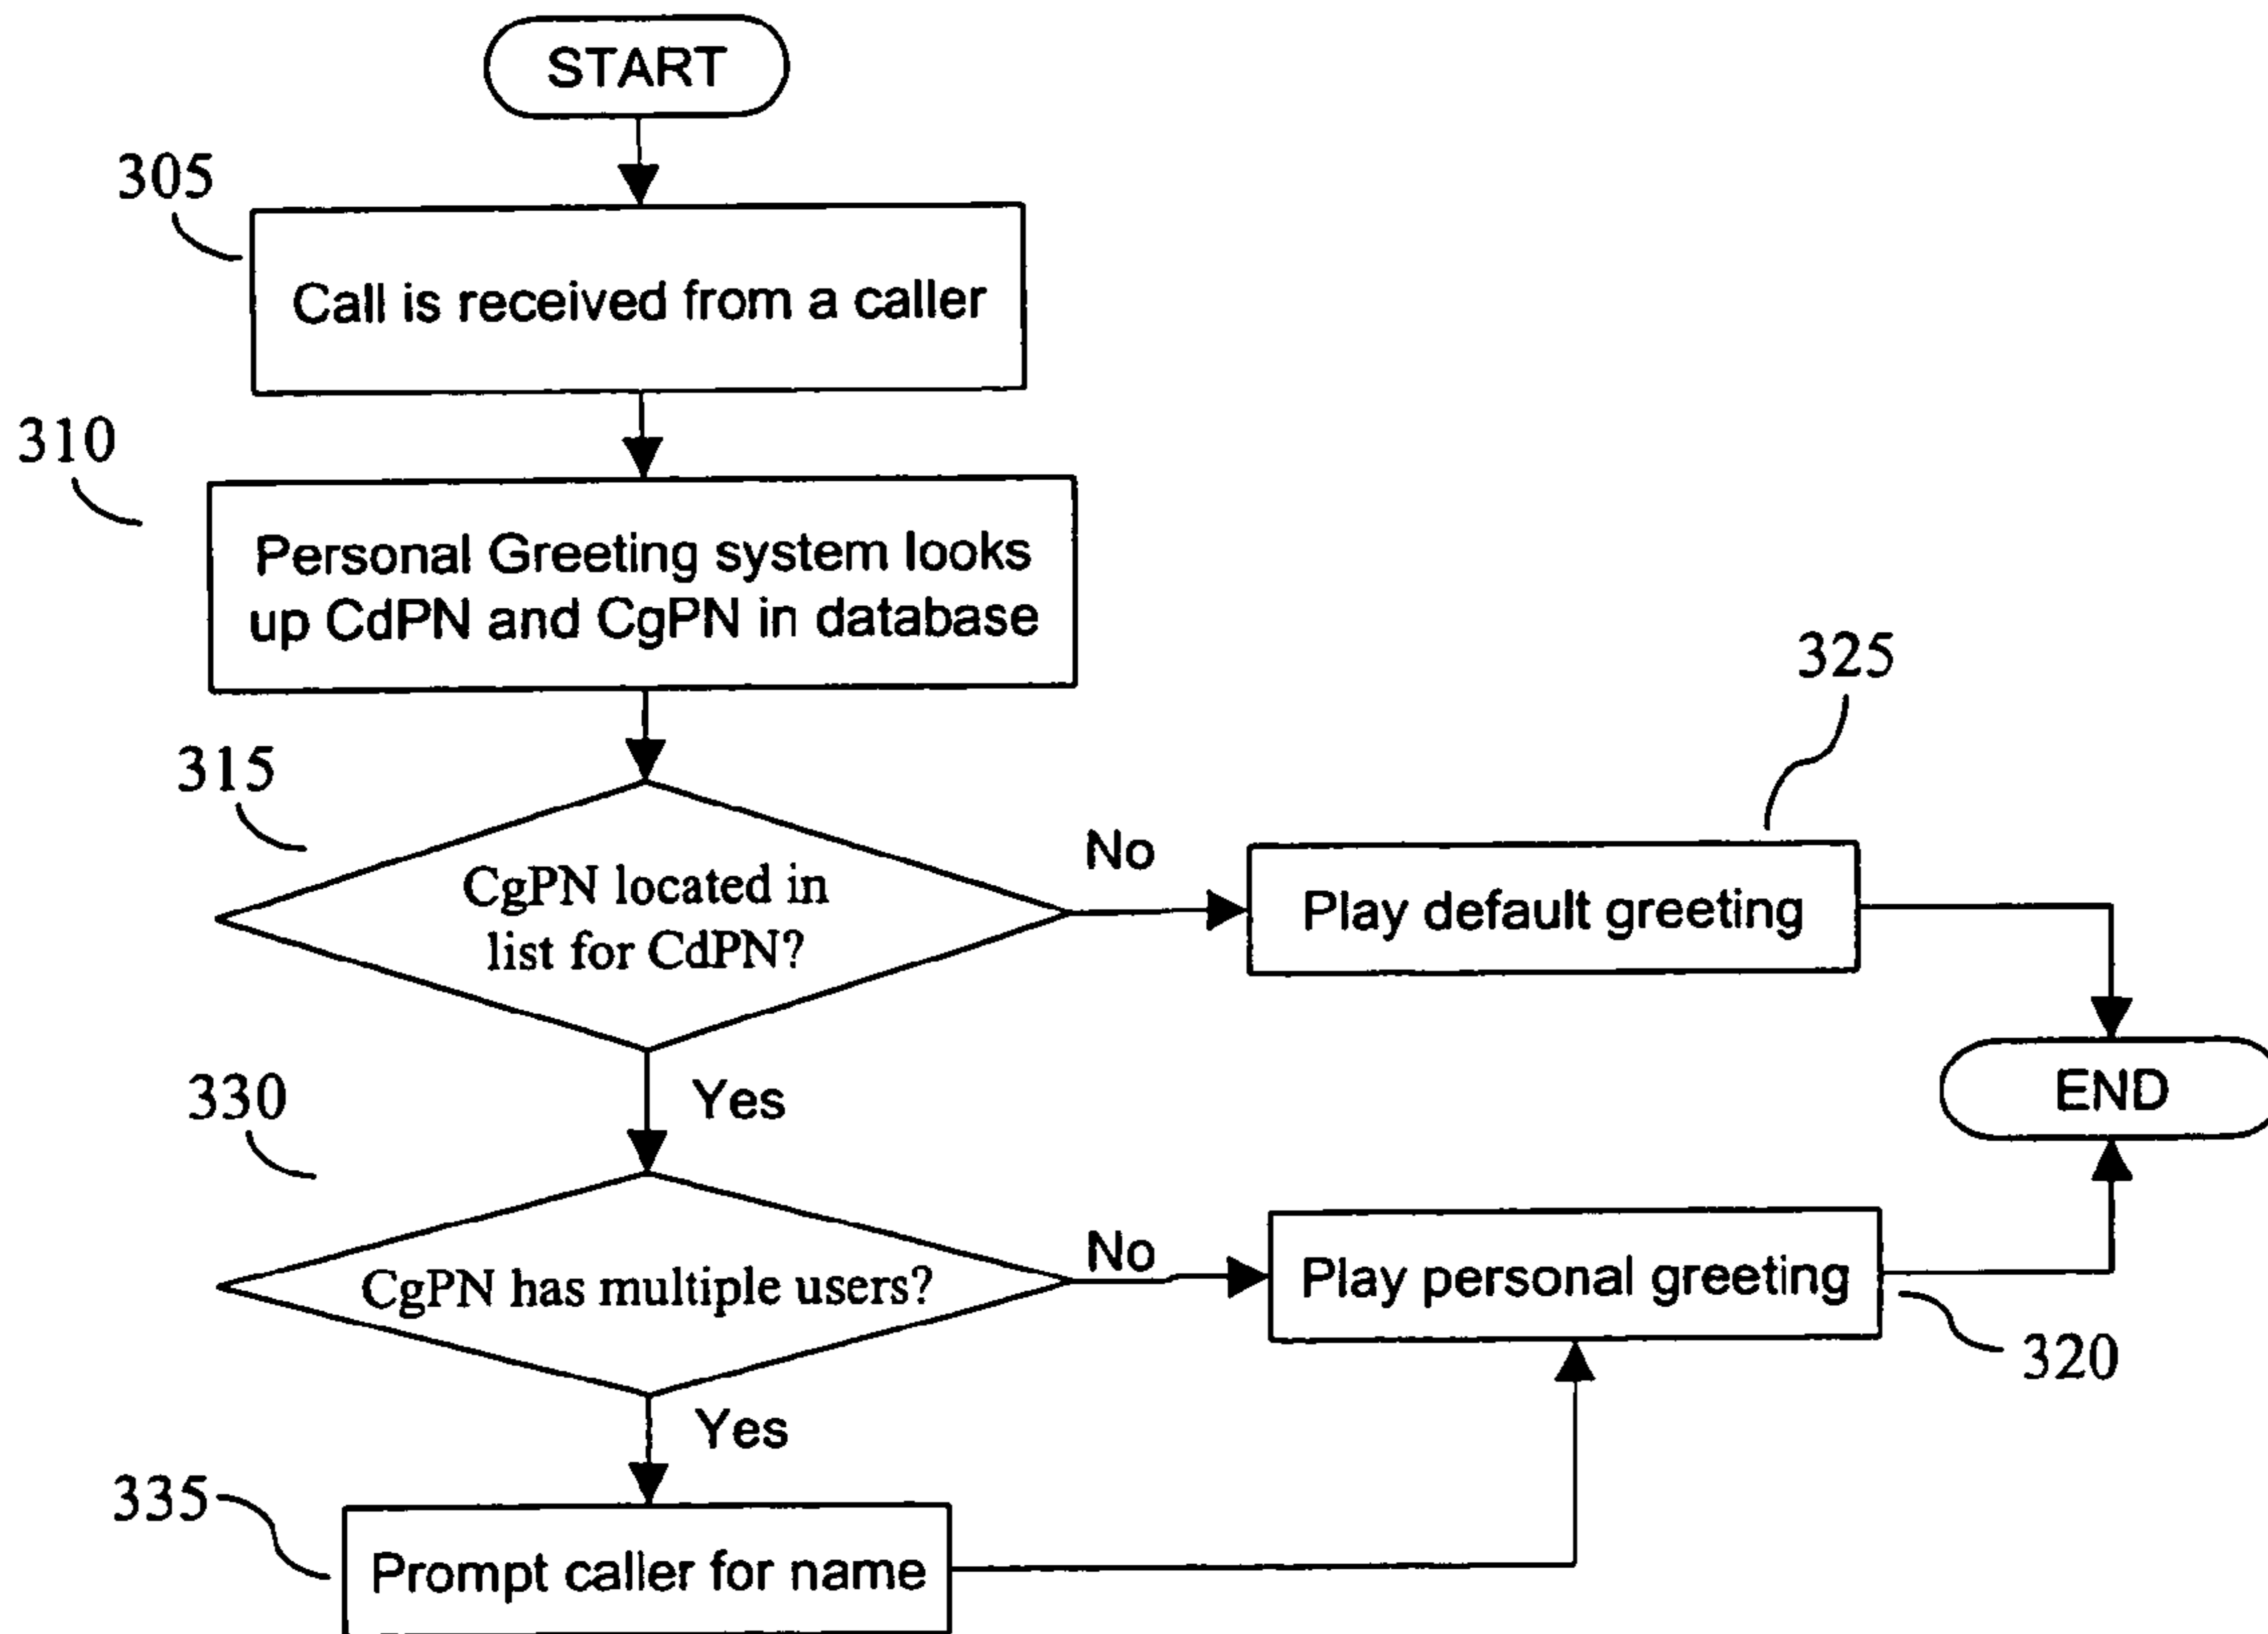 START
305
Call is received from a caller
310
Personal Greeting system looks
up CdPN and CgPN in database
325
315
CgPN located in
list for CdPN?
No
Play default greeting
Yes
END
330
CgPN has multiple users?
No
Play personal greeting
320
Yes
335
Prompt caller for name